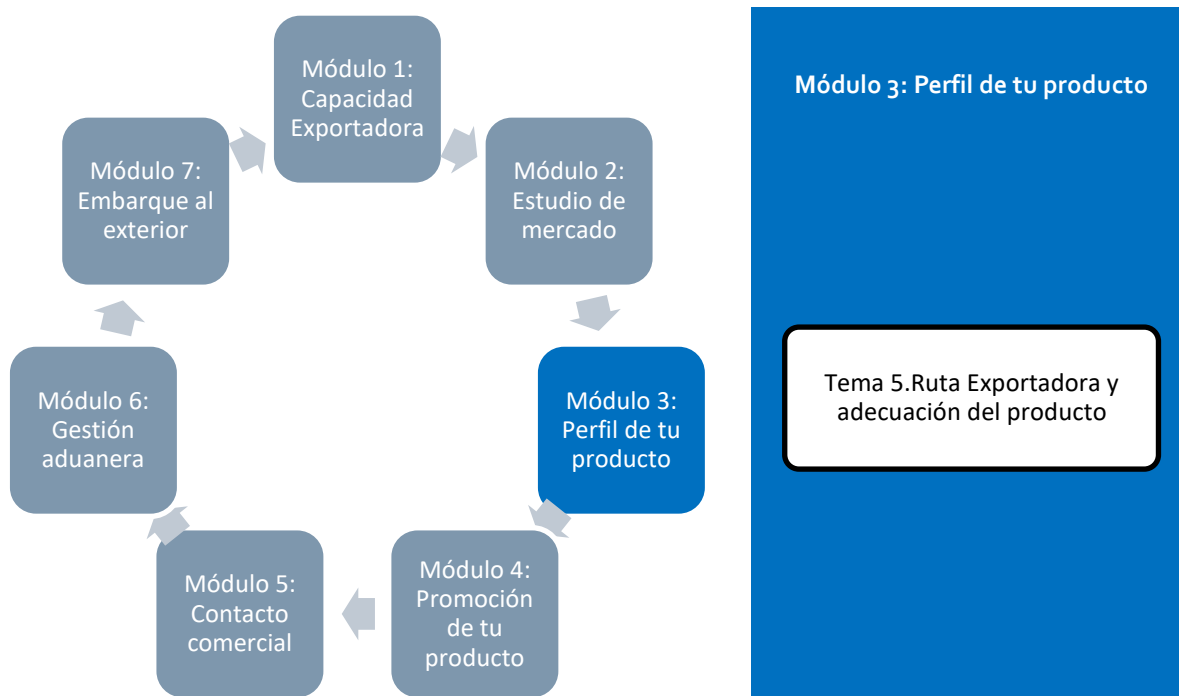 Módulo 1:
Capacidad
Exportadora
Módulo 2:
Estudio de
mercado
Módulo 3:
Perfil de tu
producto
Módulo 4:
Promoción
de tu
producto
Módulo 5:
Contacto
comercial
Módulo 6:
Gestión
aduanera
Módulo 7:
Embarque al
exterior
Módulo 3: Perfil de tu producto
Tema 5.Ruta Exportadora y
adecuación del producto